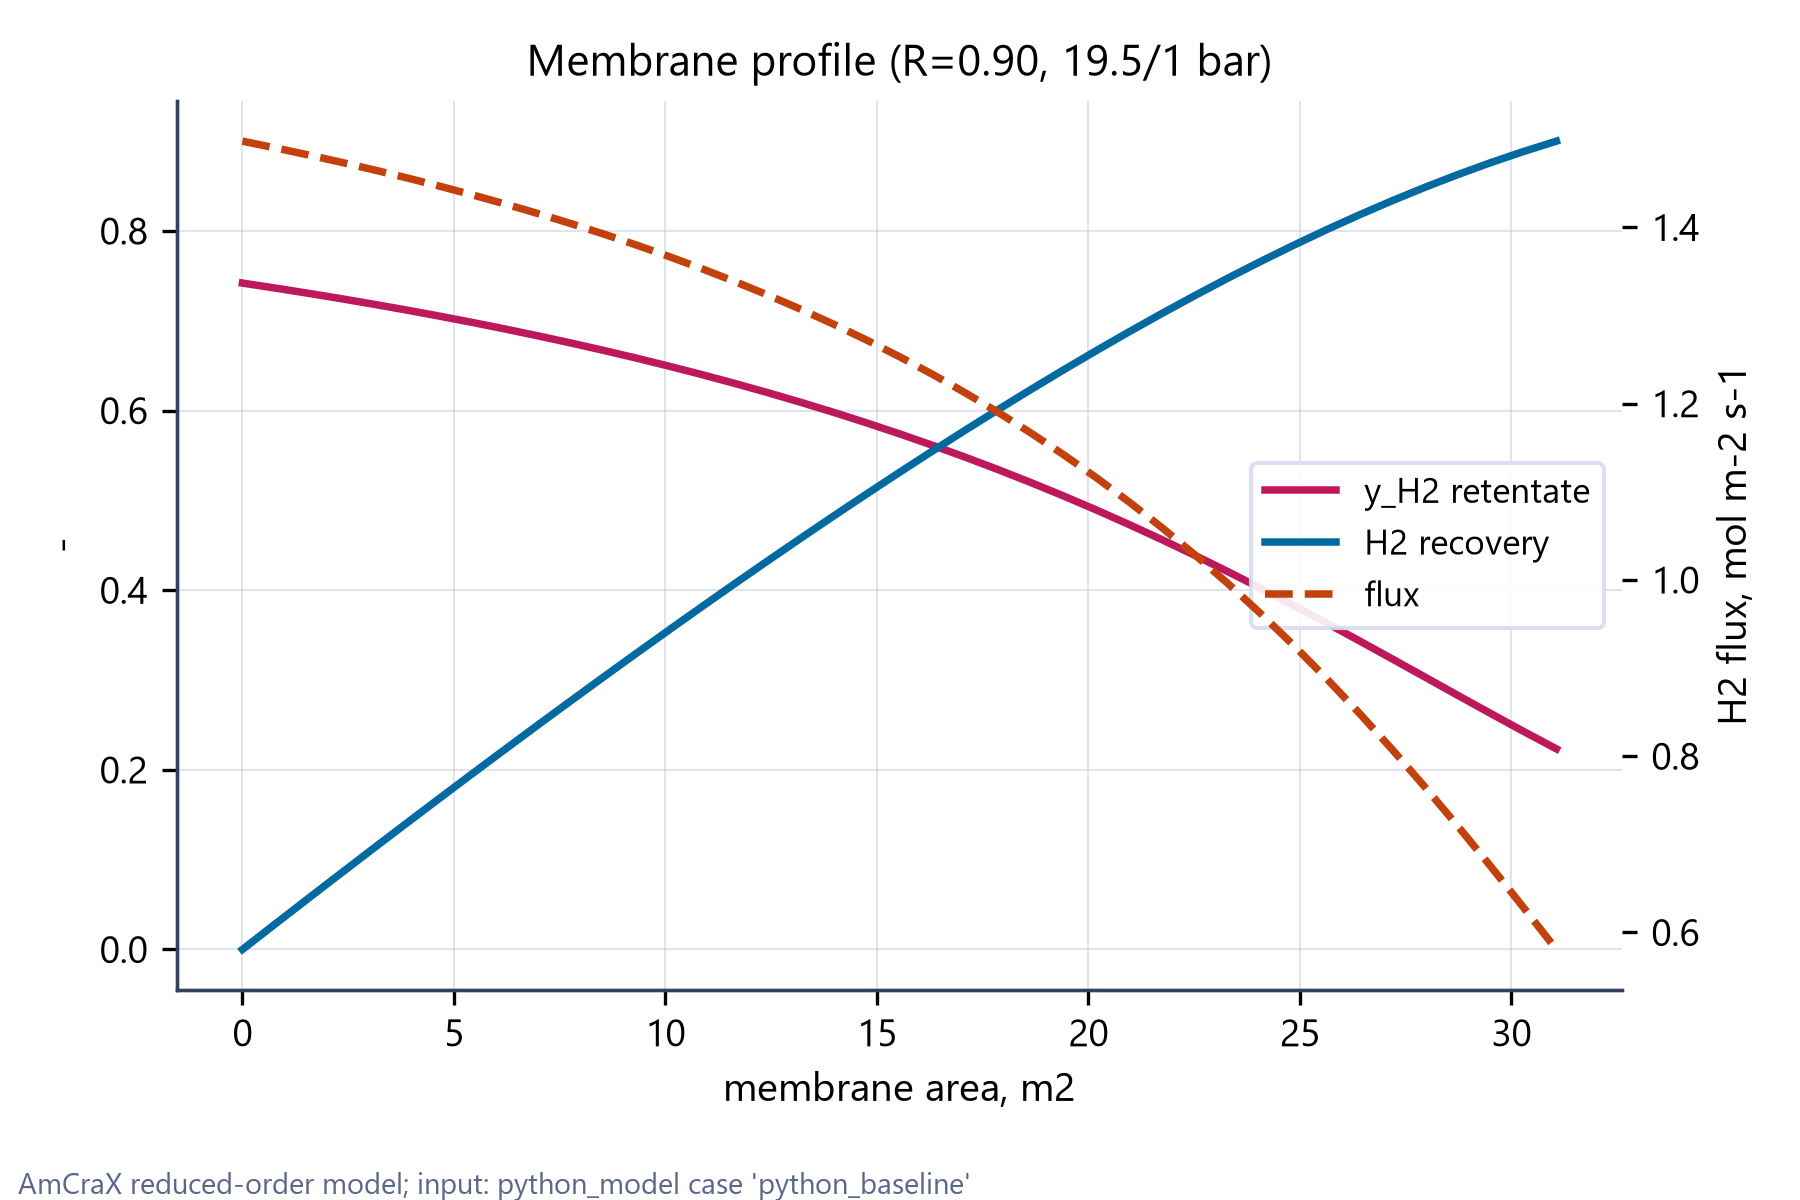 Membrane profile (R=0.90, 19.5/1 bar)
0.8
0.6
0.4
0.2
0.0
-
1.4
1.2
1.0
0.8
0.6
H2 flux, mol m-2 s-1
y_H2 retentate
H2 recovery
flux
0 5 10 15 20 25 30
membrane area, m2
AmCraX reduced-order model; input: python_model case 'python_baseline'